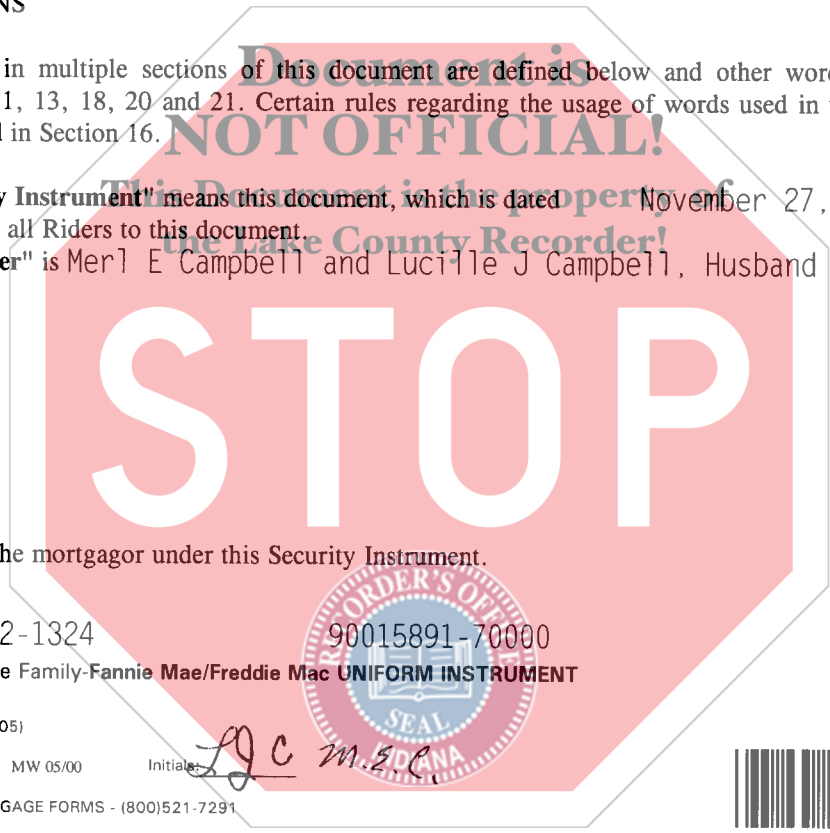 NS
in multiple sections of this document are defined below and other wor
1, 13, 18, 20 and 21. Certain rules regarding the usage of words used in
in Section 16.
Document is
NOT OFFICIAL!
This Document is the property of
the Lake County Recorder!
y Instrument" means this document, which is dated November 27,
all Riders to this document.
er" is Merl E Campbell and Lucille J Campbell, Husband
STOP
he mortgagor under this Security Instrument.
2-1324 90015891-70000
e Family-Fannie Mae/Freddie Mac UNIFORM INSTRUMENT
RECORDER'S OFFICE
SEAL
INDIANA
05)
MW 05/00 Initials: LJC M.E.C.
GAGE FORMS - (800)521-7291